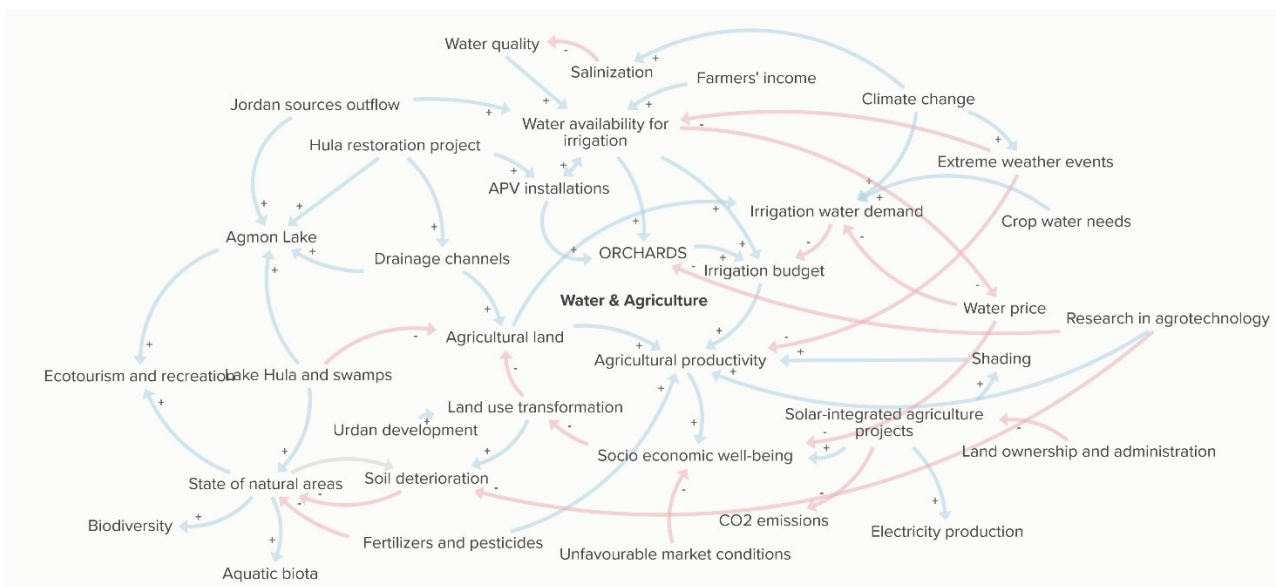 Water quality
Salinization
Farmers' income
Climate change
Jordan sources outflow
Water availability for
irrigation
Hula restoration project
Extreme weather events
APV installations
Irrigation water demand
Crop water needs
Agmon Lake
Drainage channels
ORCHARDS
Irrigation budget
Water & Agriculture
Water price
Research in agrotechnology
Agricultural land
Agricultural productivity
Shading
Ecotourism and recreation
Lake Hula and swamps
Land use transformation
Solar-integrated agriculture
projects
Urdan development
Land ownership and administration
Socio economic well-being
State of natural areas
Soil deterioration
CO2 emissions
Biodiversity
Electricity production
Fertilizers and pesticides
Unfavourable market conditions
Aquatic biota